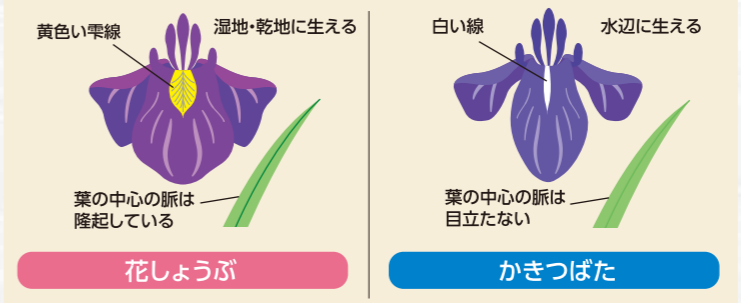 黄色い雫線
湿地・乾地に生える
葉の中心の脈は
隆起している
花しょうぶ
白い線
水辺に生える
葉の中心の脈は
目立たない
かきつばた